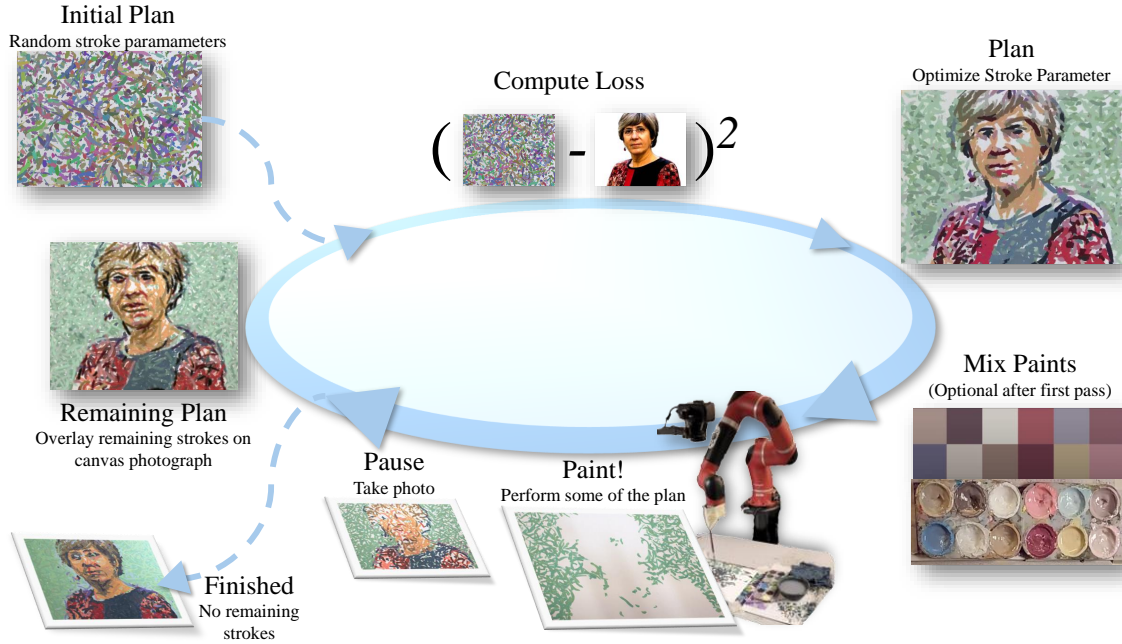 Initial Plan
Random stroke paramameters
Compute Loss
( - )2
Plan
Optimize Stroke Parameter
Mix Paints
(Optional after first pass)
Remaining Plan
Overlay remaining strokes on
canvas photograph
Pause
Take photo
Paint!
Perform some of the plan
Finished
No remaining
strokes